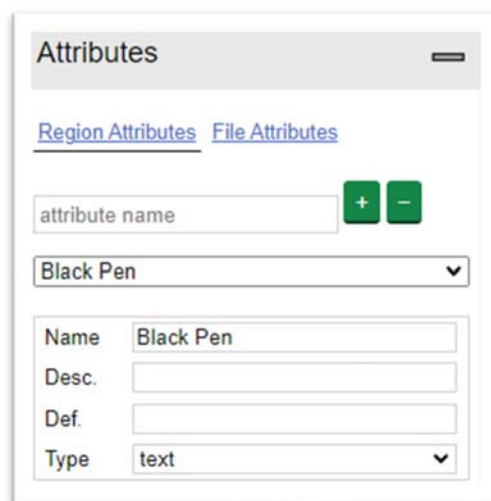 Attributes
Region Attributes File Attributes
attribute name + −
Black Pen
Name Black Pen
Desc.
Def.
Type text